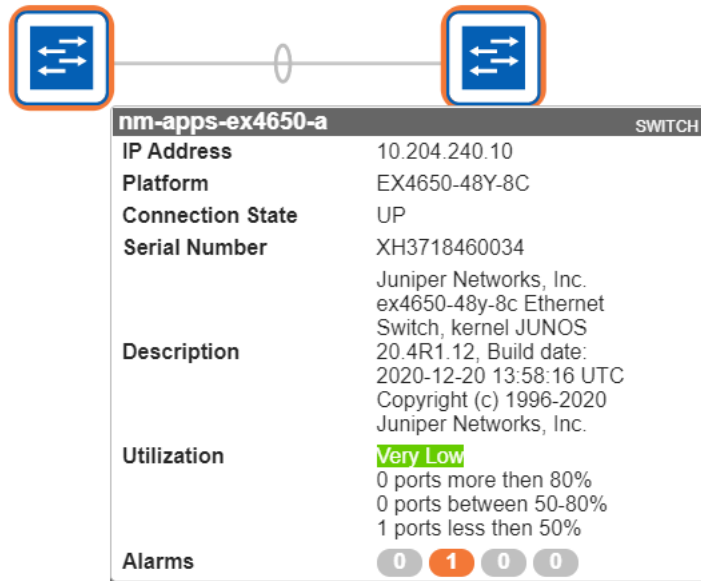 nm-apps-ex4650-a SWITCH
IP Address 10.204.240.10
Platform EX4650-48Y-8C
Connection State UP
Serial Number XH3718460034
Description Juniper Networks, Inc.
ex4650-48y-8c Ethernet
Switch, kernel JUNOS
20.4R1.12, Build date:
2020-12-20 13:58:16 UTC
Copyright (c) 1996-2020
Juniper Networks, Inc.
Utilization Very Low
0 ports more then 80%
0 ports between 50-80%
1 ports less then 50%
Alarms 0 1 0 0